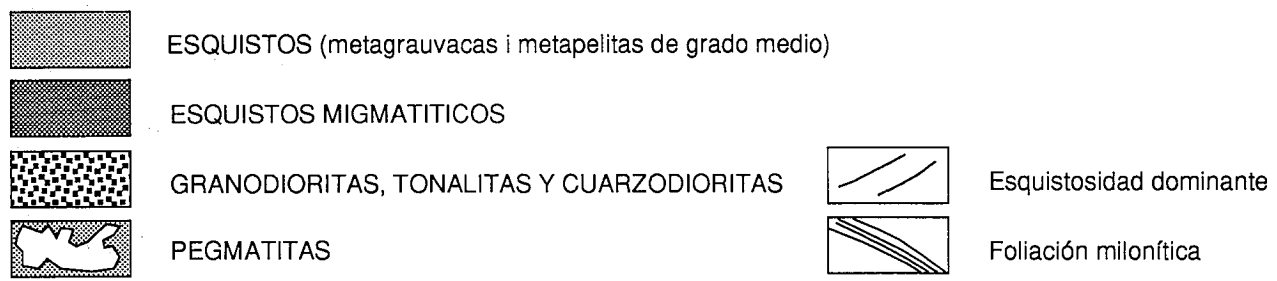 ESQUISTOS (metagrauvacas i metapelitas de grado medio)
ESQUISTOS MIGMATITICOS
GRANODIORITAS, TONALITAS Y CUARZODIORITAS
PEGMATITAS
Esquistosidad dominante
Foliación milonítica